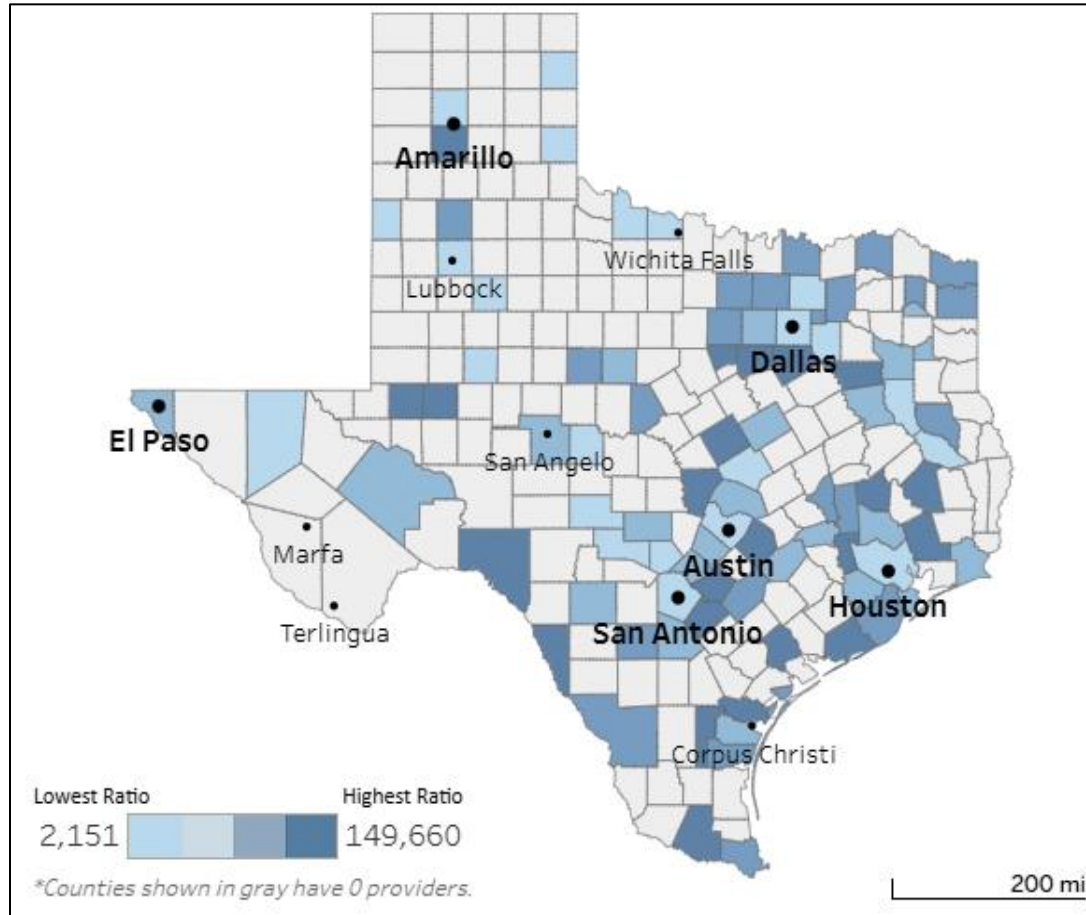 Amarillo
Wichita Falls
Lubbock
Dallas
El Paso
San Angelo
Marfa
Austin
Houston
Terlingua
San Antonio
Corpus Christi
Lowest Ratio Highest Ratio
2,151 149,660
*Counties shown in gray have 0 providers.
200 mi